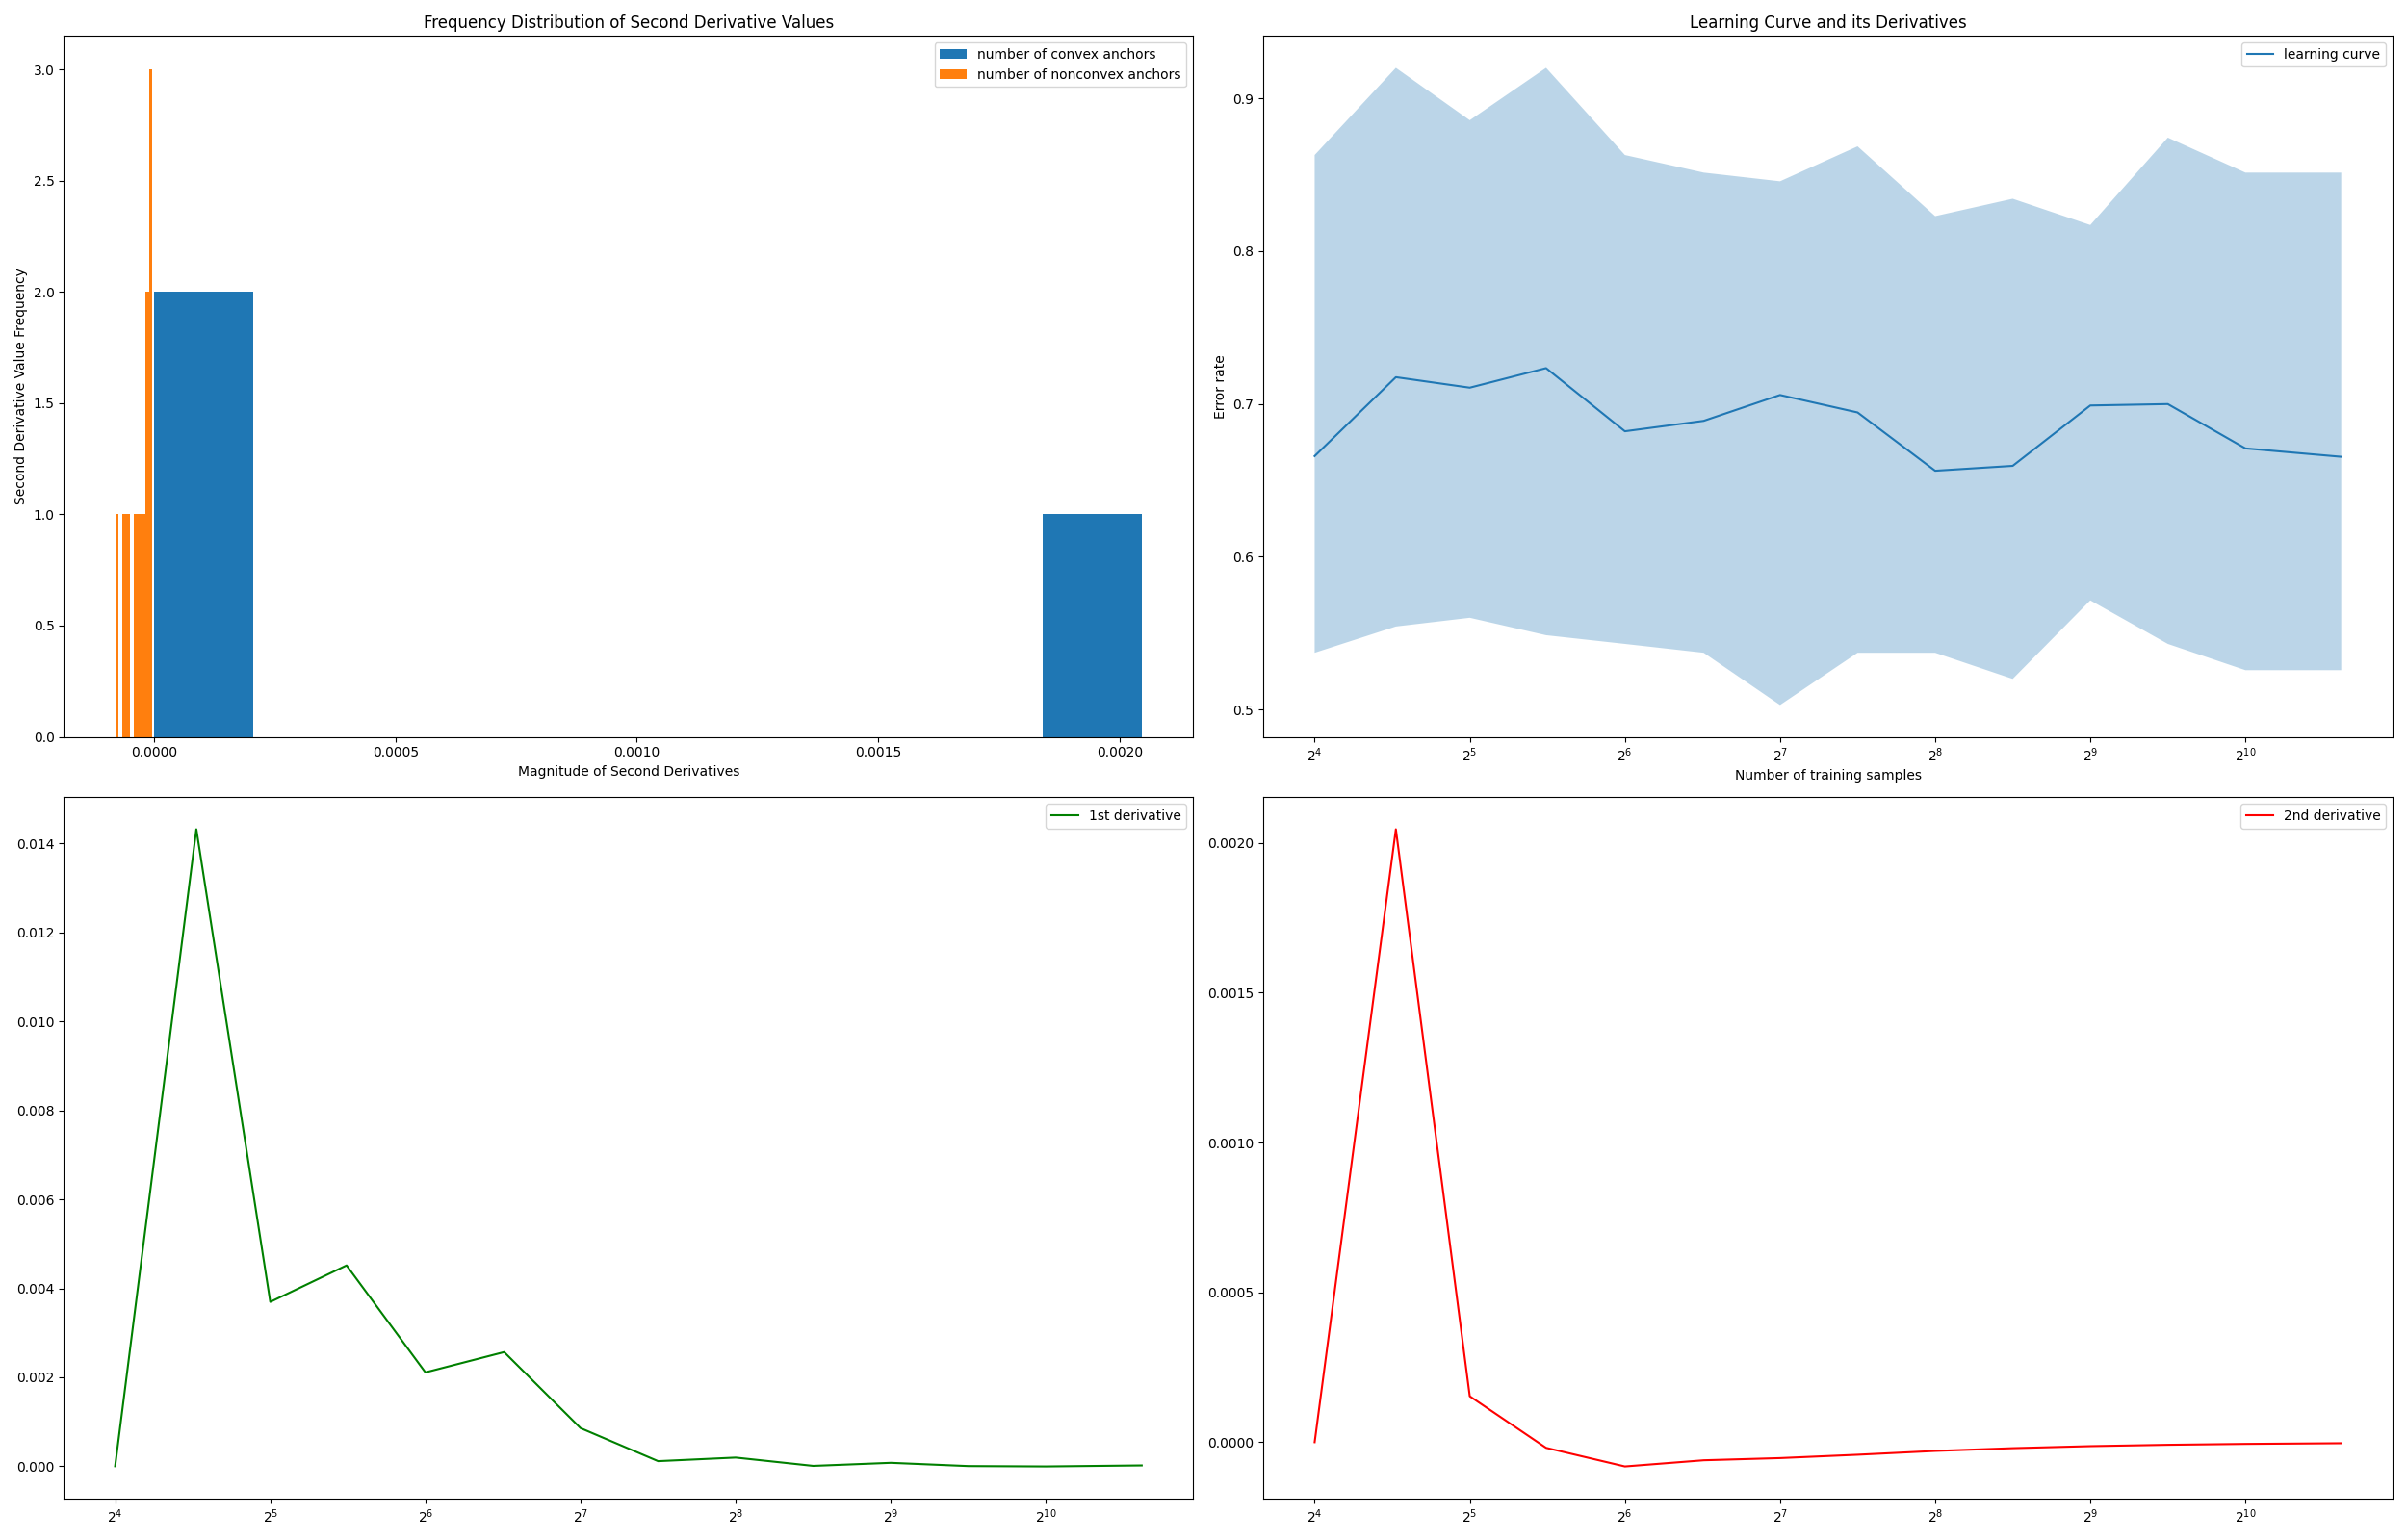 Frequency Distribution of Second Derivative Values
number of convex anchors
number of nonconvex anchors
3.0
2.5
2.0
1.5
1.0
0.5
0.0
Second Derivative Value Frequency
0.0000 0.0005 0.0010 0.0015 0.0020
Magnitude of Second Derivatives
Learning Curve and its Derivatives
learning curve
0.9
0.8
0.7
0.6
0.5
Error rate
2⁴ 2⁵ 2⁶ 2⁷ 2⁸ 2⁹ 2¹⁰
Number of training samples
1st derivative
0.014
0.012
0.010
0.008
0.006
0.004
0.002
0.000
2⁴ 2⁵ 2⁶ 2⁷ 2⁸ 2⁹ 2¹⁰
2nd derivative
0.0020
0.0015
0.0010
0.0005
0.0000
2⁴ 2⁵ 2⁶ 2⁷ 2⁸ 2⁹ 2¹⁰